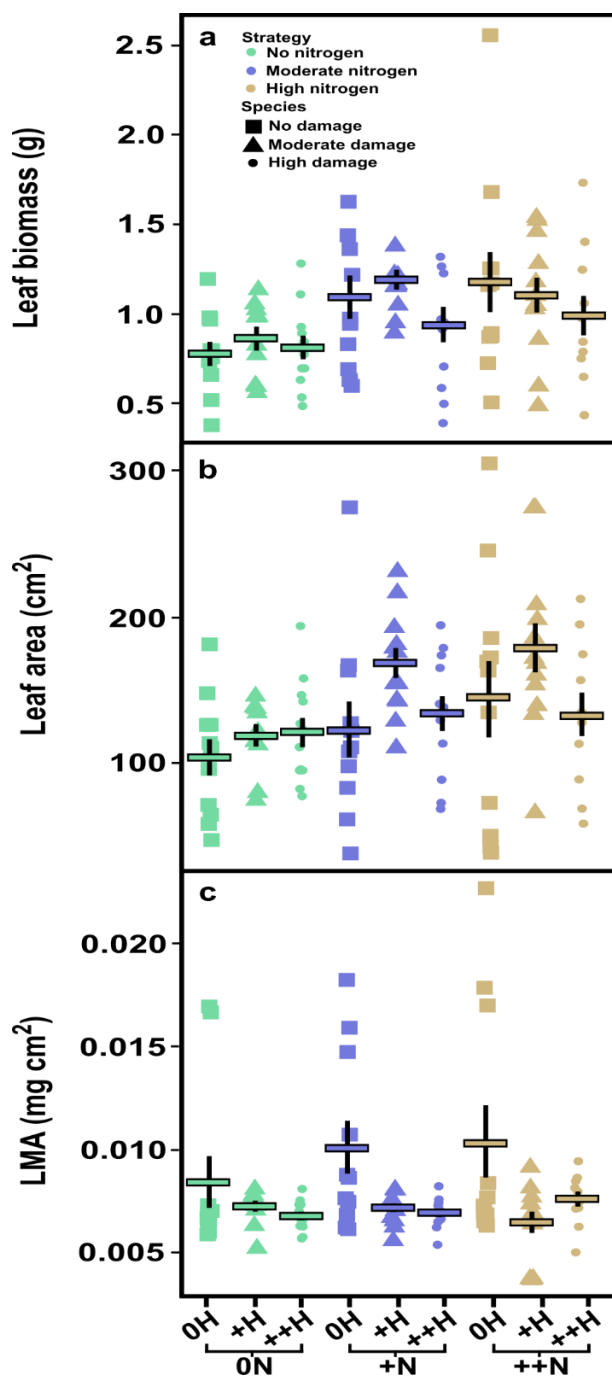 a
Strategy
No nitrogen
Moderate nitrogen
High nitrogen
Species
No damage
Moderate damage
High damage
Leaf biomass (g)
2.5
2.0
1.5
1.0
0.5
b
Leaf area (cm²)
300
200
100
c
LMA (mg cm²)
0.020
0.015
0.010
0.005
0H +H ++H 0H +H ++H 0H +H ++H
0N +N ++N